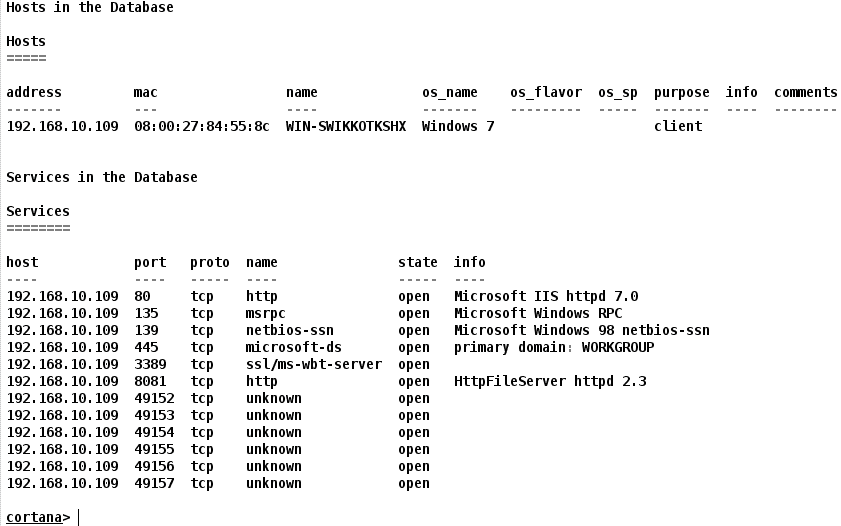 Hosts in the Database
Hosts
=====
address mac name os_name os_flavor os_sp purpose info comments
------- --- ---- ------- --------- ----- ------- ---- --------
192.168.10.109 08:00:27:84:55:8c WIN-SWIKKOTKSHX Windows 7 client
Services in the Database
Services
========
host port proto name state info
---- ---- ----- ---- ----- ----
192.168.10.109 80 tcp http open Microsoft IIS httpd 7.0
192.168.10.109 135 tcp msrpc open Microsoft Windows RPC
192.168.10.109 139 tcp netbios-ssn open Microsoft Windows 98 netbios-ssn
192.168.10.109 445 tcp microsoft-ds open primary domain: WORKGROUP
192.168.10.109 3389 tcp ssl/ms-wbt-server open
192.168.10.109 8081 tcp http open HttpFileServer httpd 2.3
192.168.10.109 49152 tcp unknown open
192.168.10.109 49153 tcp unknown open
192.168.10.109 49154 tcp unknown open
192.168.10.109 49155 tcp unknown open
192.168.10.109 49156 tcp unknown open
192.168.10.109 49157 tcp unknown open
cortana>